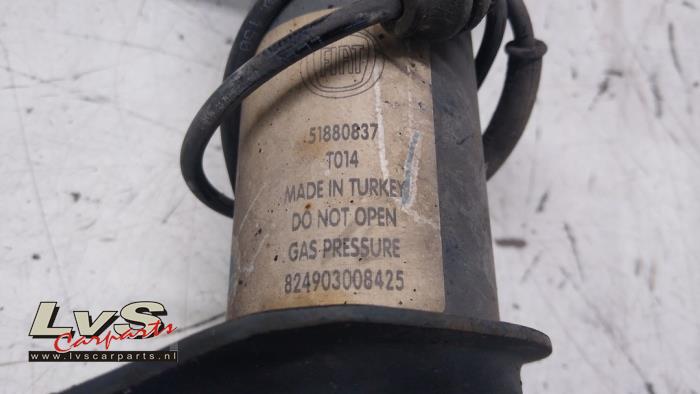 FIAT
51880837
T014
MADE IN TURKEY
DO NOT OPEN
GAS PRESSURE
824903008425
LvS
Carparts
www.lvscarparts.nl